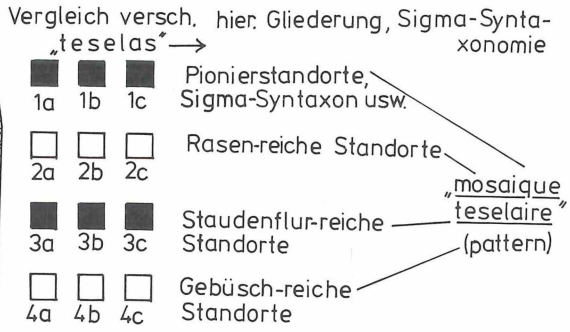 Vergleich versch. hier: Gliederung, Sigma-Synta-
„teselas“ → xonomie
Pionierstandorte,
1a 1b 1c Sigma-Syntaxon usw.
Rasen-reiche Standorte
2a 2b 2c
„mosaique
teselaire“
Staudenflur-reiche
3a 3b 3c Standorte
(pattern)
Gebüsch-reiche
4a 4b 4c Standorte